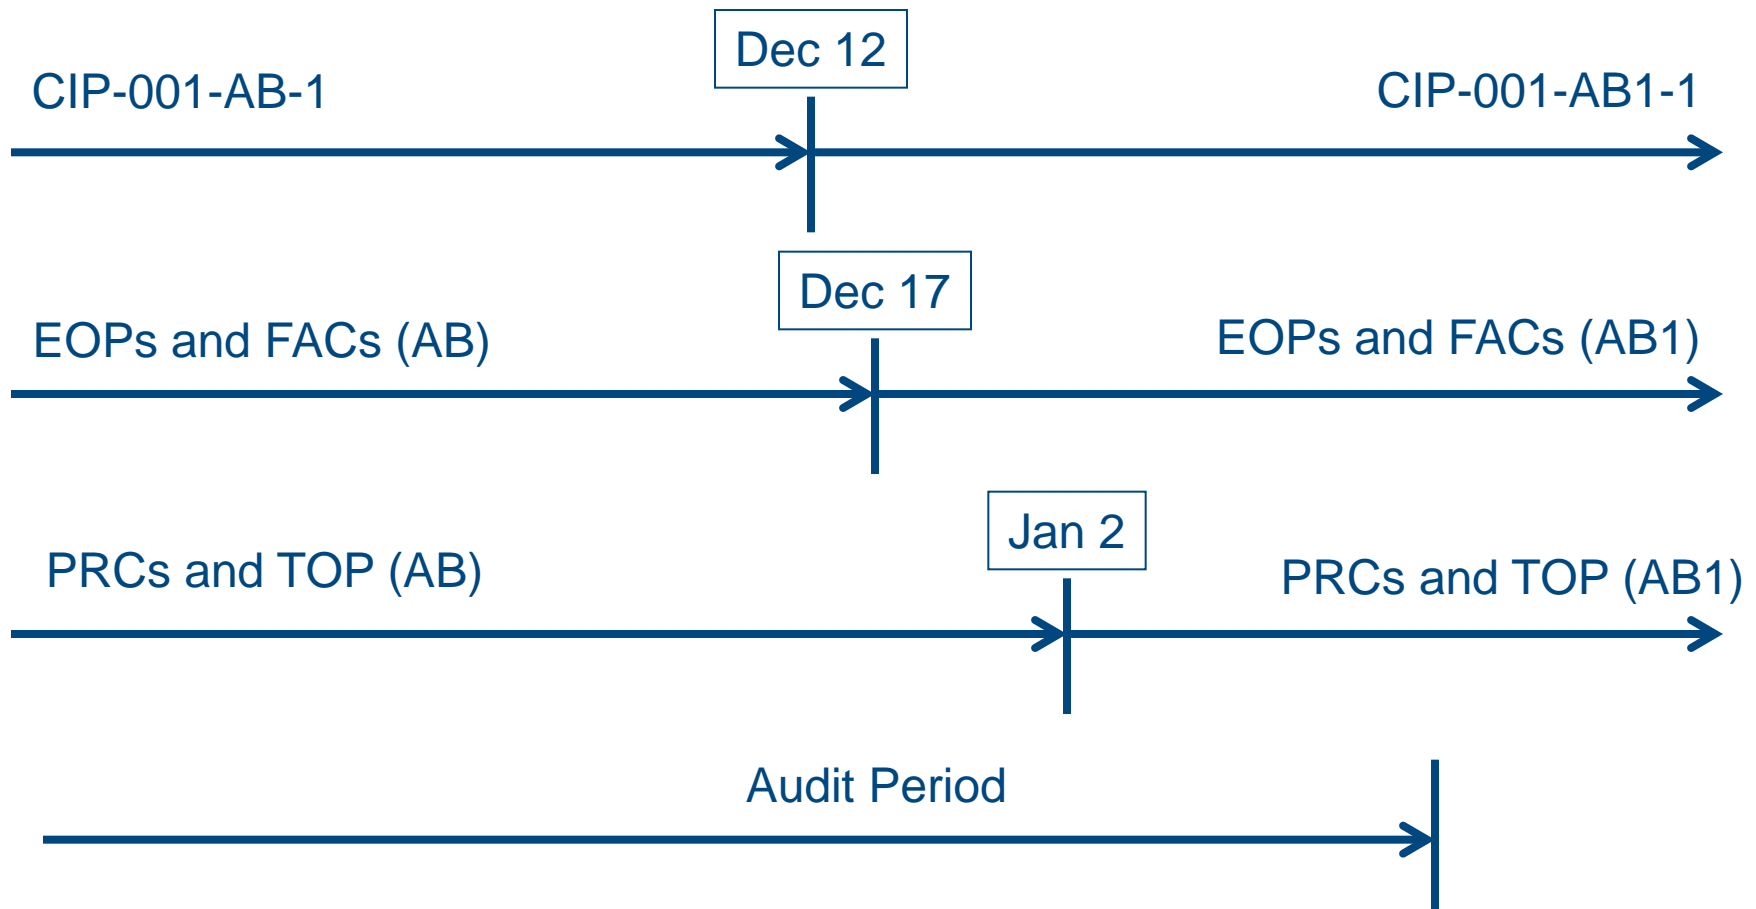 Dec 12
CIP-001-AB-1
CIP-001-AB1-1
Dec 17
EOPs and FACs (AB)
EOPs and FACs (AB1)
Jan 2
PRCs and TOP (AB)
PRCs and TOP (AB1)
Audit Period